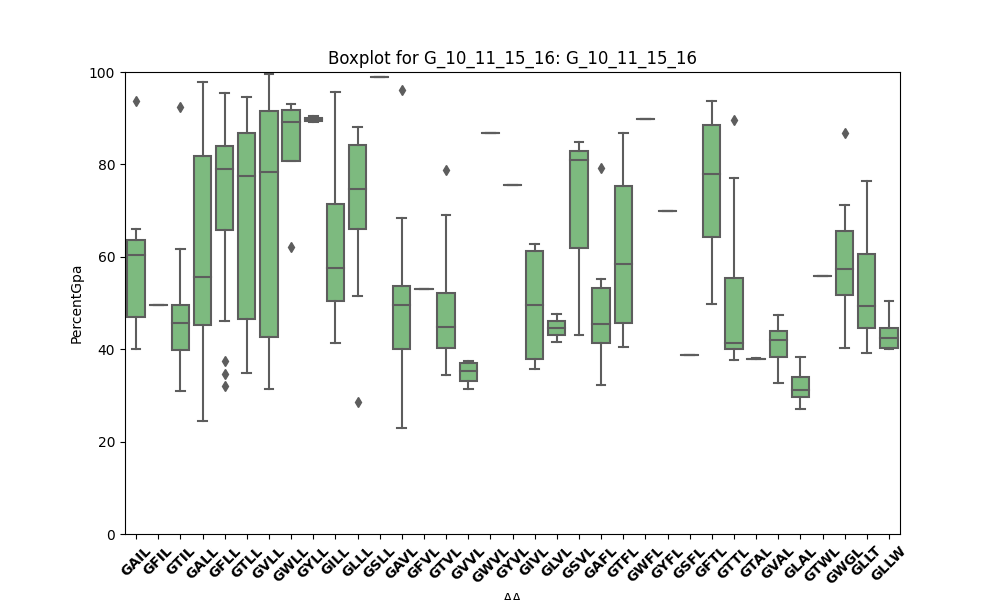 Boxplot for G_10_11_15_16: G_10_11_15_16
100
80
60
40
20
0
PercentGpa
GAIL GFIL GTIL GALL GFLL GTLL GVLL GWLL GYLL GILL GLLL GSLL GAVL GFVL GTVL GVVL GWVL GYVL GIVL GLVL GSVL GAFL GTFL GWFL GYFL GSFL GFTL GTTL GTAL GVAL GLAL GTWL GWGL GLLT GLLW
AA